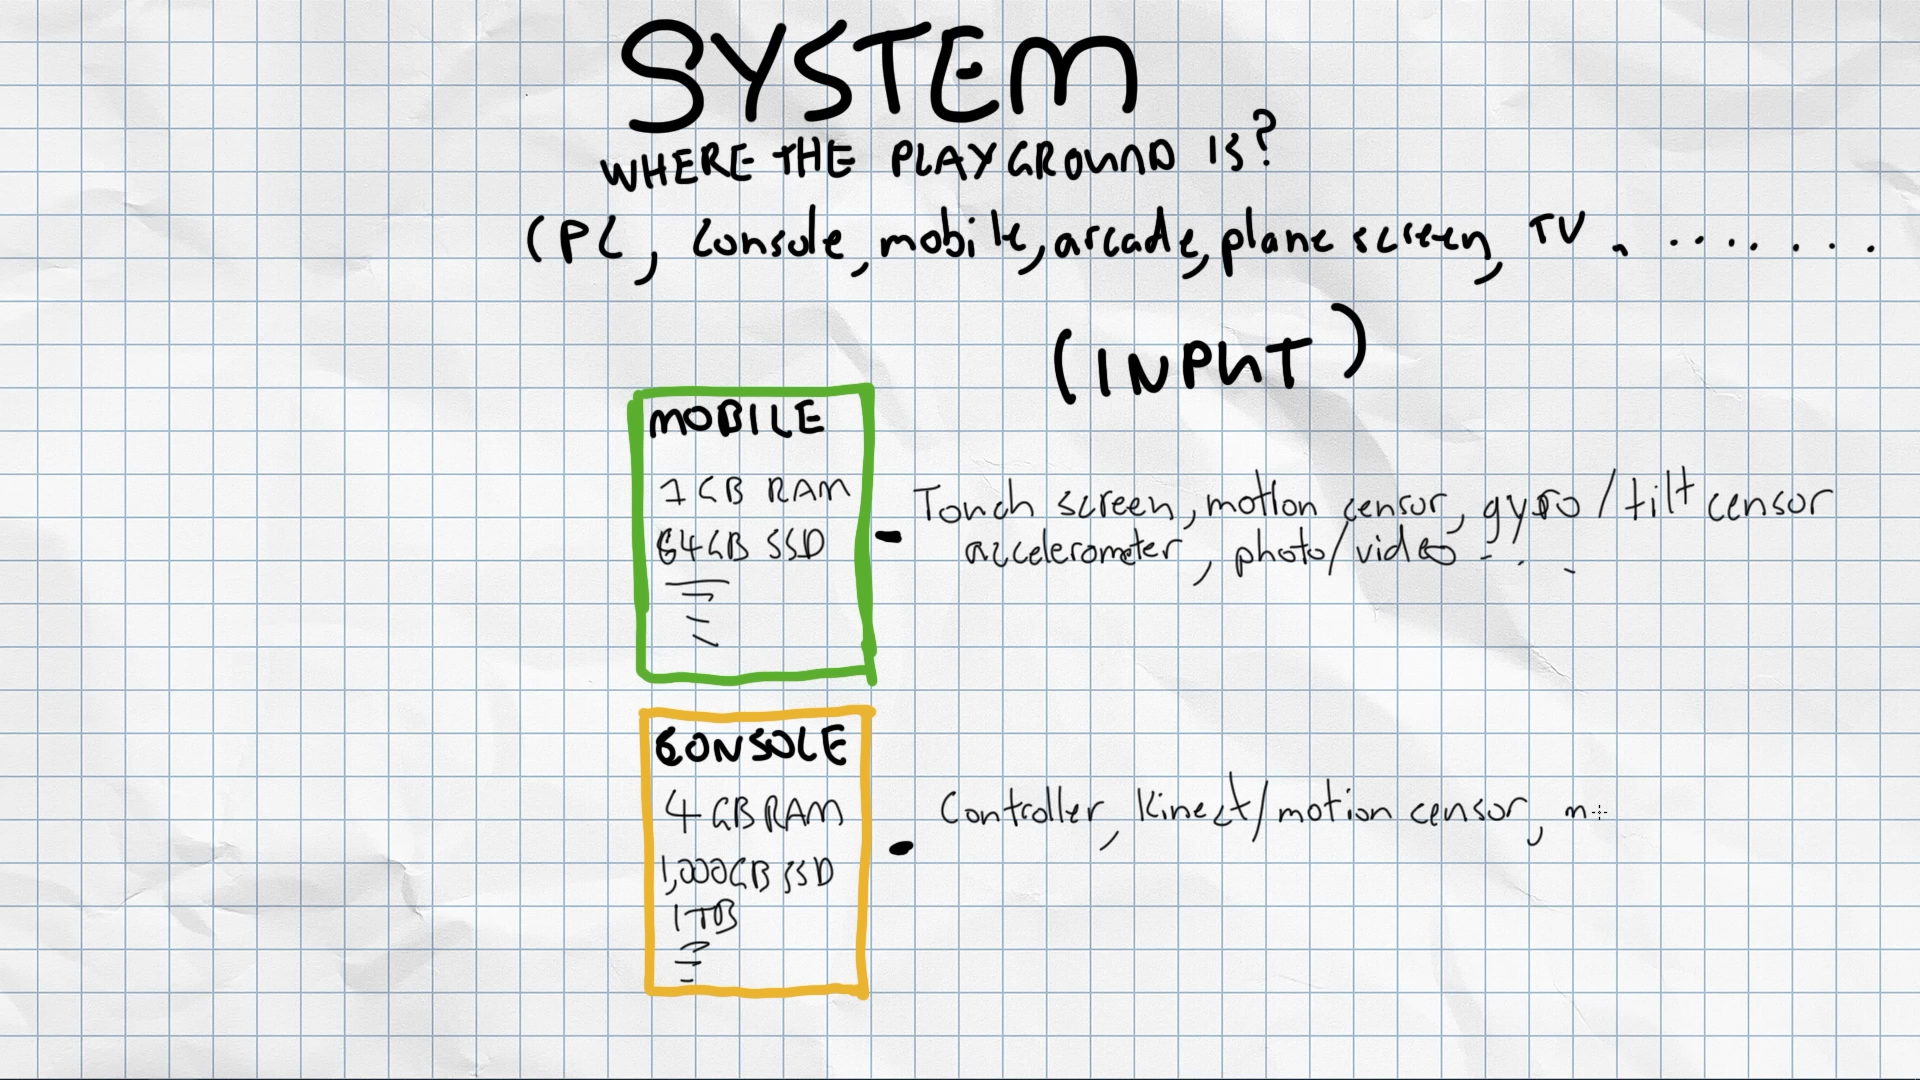 SYSTEM
WHERE THE PLAYGROUND IS?
(PC, console, mobile, arcade, plane screen, TV, .......
(INPUT)
MOBILE
1 GB RAM
64GB SSD
- Touch screen, motion censor, gyro/tilt censor
accelerometer, photo/video - . -
CONSOLE
4 GB RAM
1,000GB SSD
1TB
- Controller, Kinect/motion censor, m